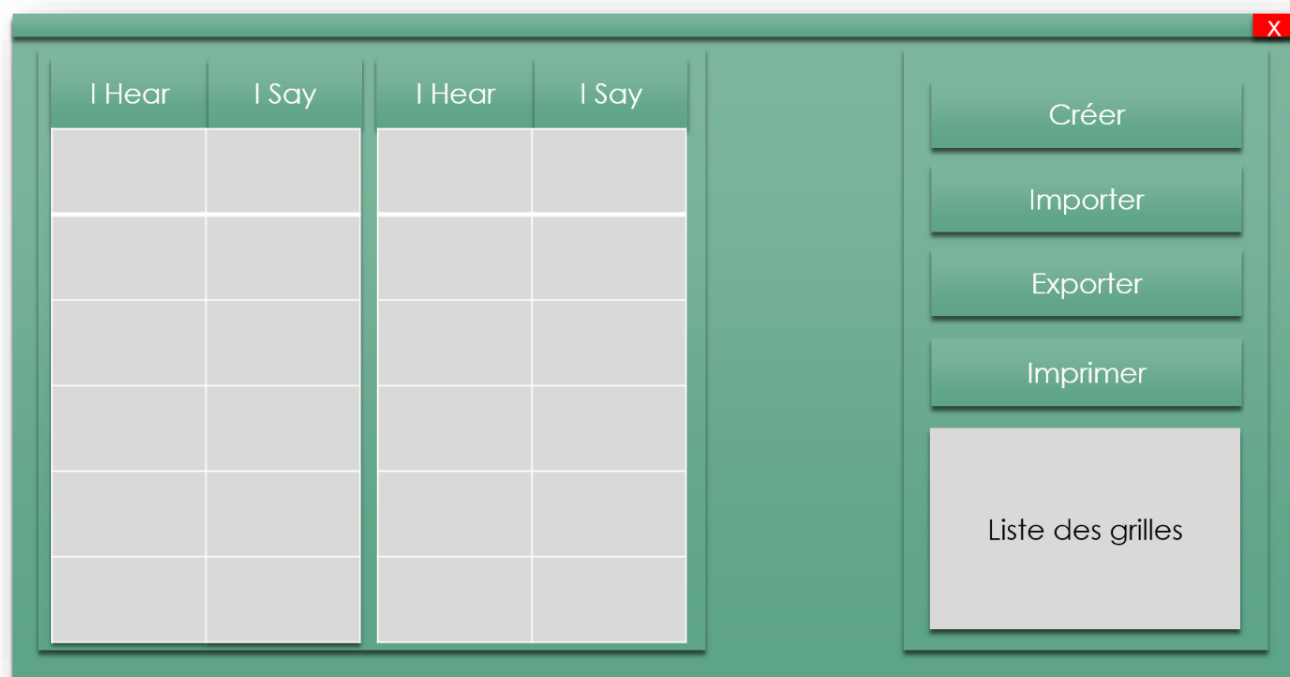 X
I Hear I Say I Hear I Say
Créer
Importer
Exporter
Imprimer
Liste des grilles